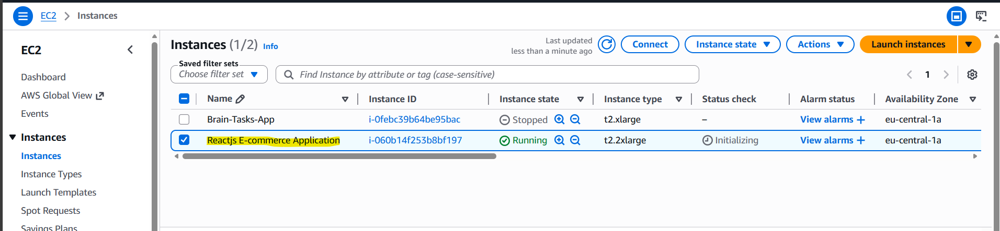 EC2 > Instances
EC2
Dashboard
AWS Global View
Events
Instances
Instances
Instance Types
Launch Templates
Spot Requests
Savings Plans
Instances (1/2) Info
Last updated
less than a minute ago
Connect
Instance state
Actions
Launch instances
Saved filter sets
Choose filter set
Find Instance by attribute or tag (case-sensitive)
1
Name Instance ID Instance state Instance type Status check Alarm status Availability Zone
Brain-Tasks-App i-0febc39b64be95bac Stopped t2.xlarge – View alarms + eu-central-1a
Reactjs E-commerce Application i-060b14f253b8bf197 Running t2.2xlarge Initializing View alarms + eu-central-1a